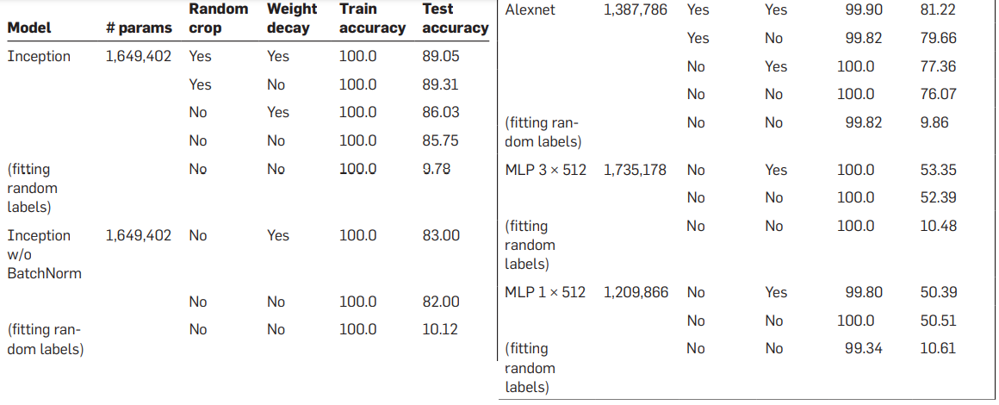 Model # params Random crop Weight decay Train accuracy Test accuracy
Inception 1,649,402 Yes Yes 100.0 89.05
Yes No 100.0 89.31
No Yes 100.0 86.03
No No 100.0 85.75
(fitting No No 100.0 9.78
random
labels)
Inception 1,649,402 No Yes 100.0 83.00
w/o
BatchNorm
No No 100.0 82.00
(fitting ran- No No 100.0 10.12
dom labels)
Alexnet 1,387,786 Yes Yes 99.90 81.22
Yes No 99.82 79.66
No Yes 100.0 77.36
No No 100.0 76.07
(fitting ran- No No 99.82 9.86
dom labels)
MLP 3 × 512 1,735,178 No Yes 100.0 53.35
No No 100.0 52.39
(fitting No No 100.0 10.48
random
labels)
MLP 1 × 512 1,209,866 No Yes 99.80 50.39
No No 100.0 50.51
(fitting No No 99.34 10.61
random
labels)